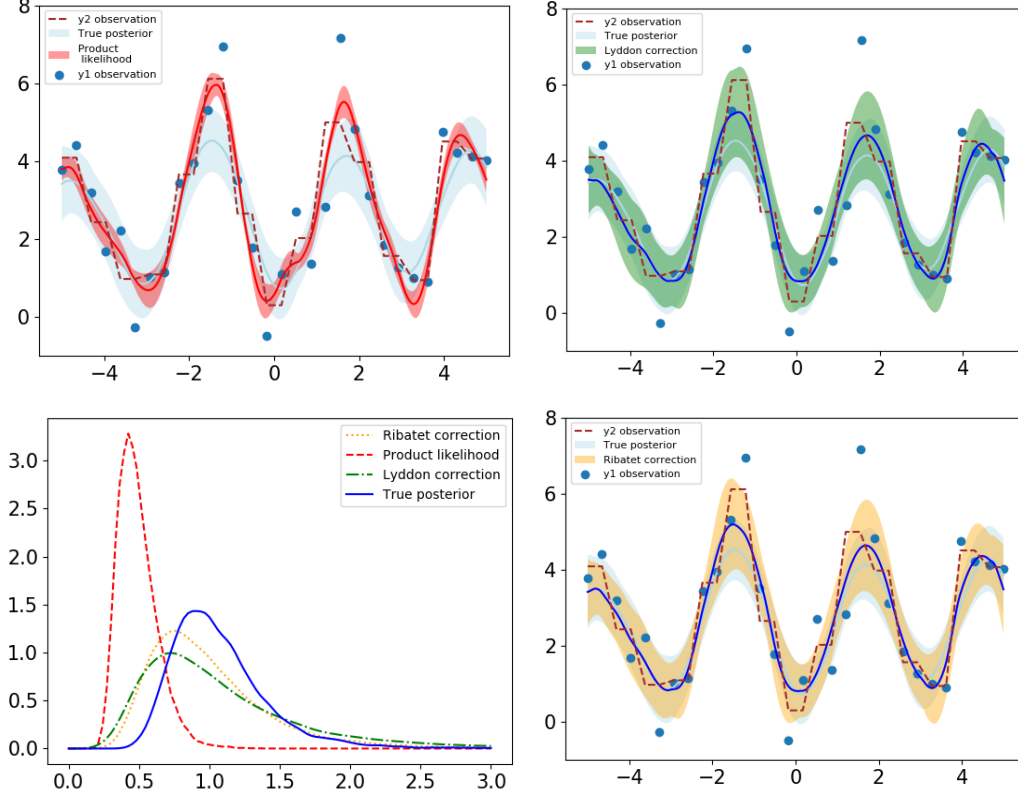 8
6
4
2
0
−4 −2 0 2 4
y2 observation
True posterior
Product
likelihood
y1 observation
8
6
4
2
0
−4 −2 0 2 4
y2 observation
True posterior
Lyddon correction
y1 observation
3.0
2.5
2.0
1.5
1.0
0.5
0.0
0.0 0.5 1.0 1.5 2.0 2.5 3.0
Ribatet correction
Product likelihood
Lyddon correction
True posterior
8
6
4
2
0
−4 −2 0 2 4
y2 observation
True posterior
Ribatet correction
y1 observation